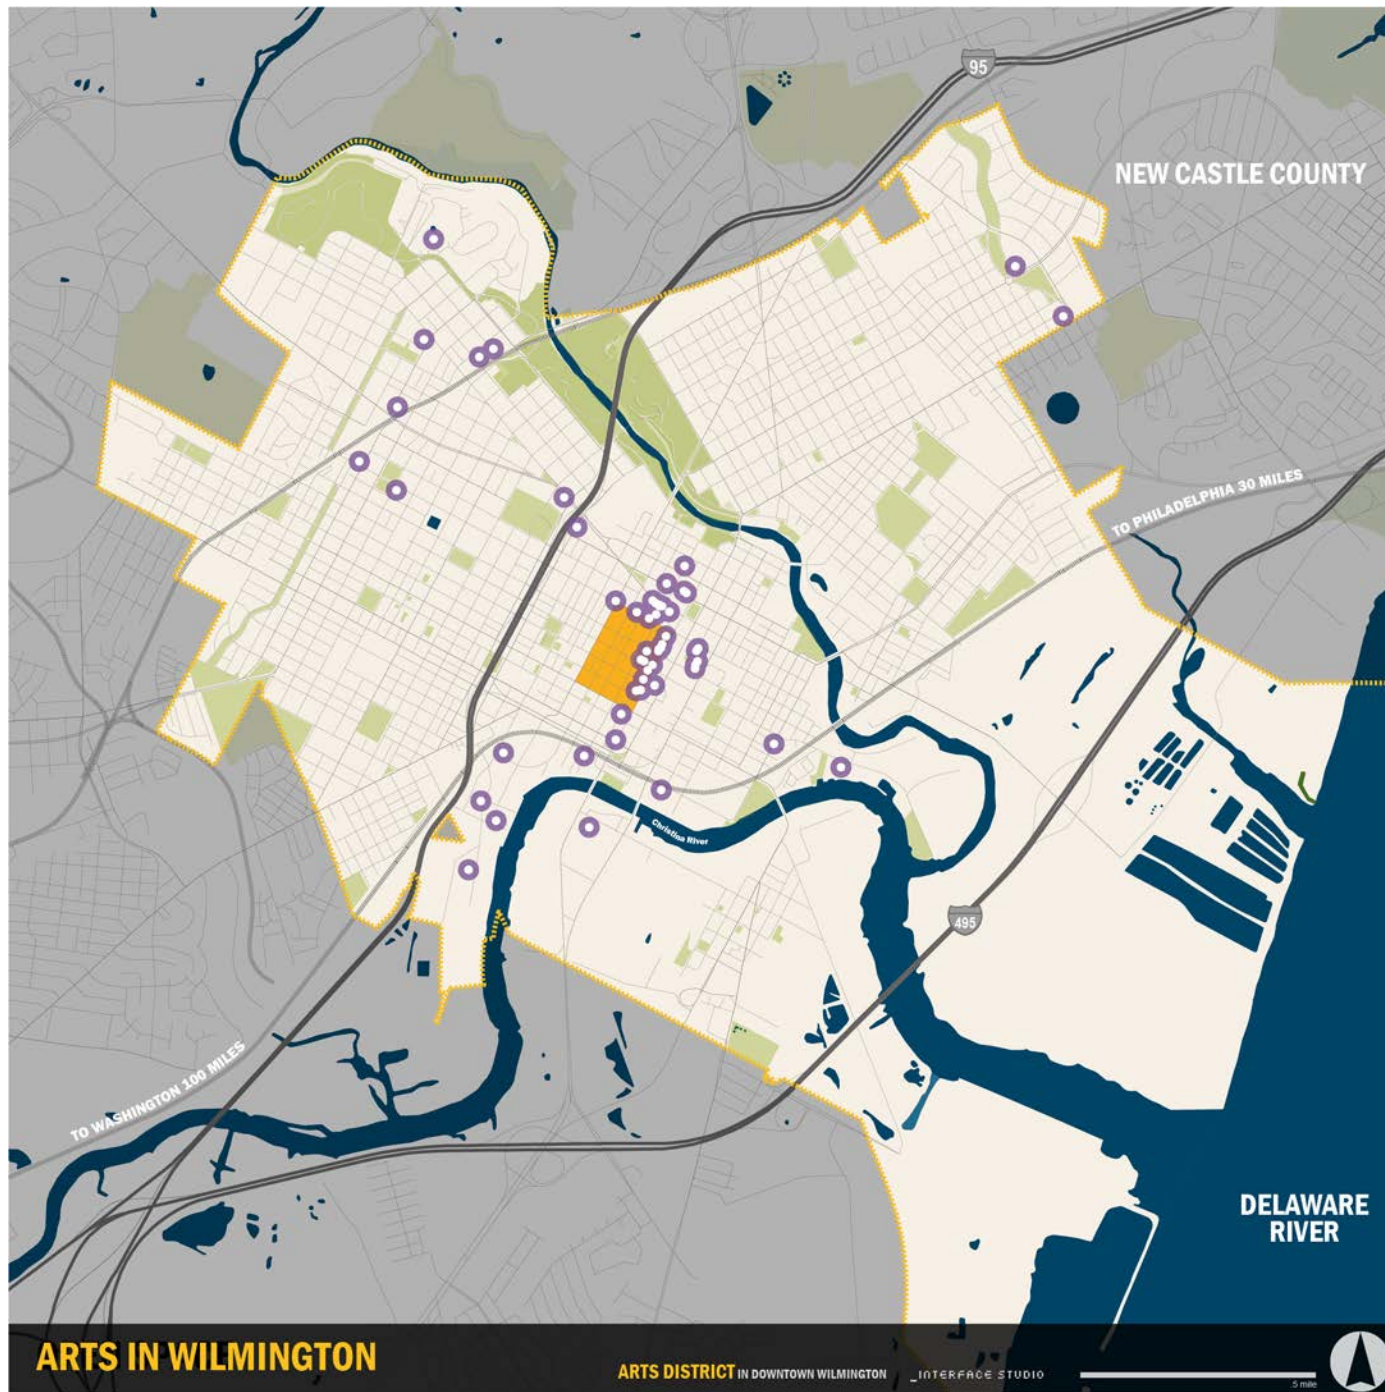 95
NEW CASTLE COUNTY
TO PHILADELPHIA 30 MILES
Christina River
495
TO WASHINGTON 100 MILES
DELAWARE
RIVER
ARTS IN WILMINGTON
ARTS DISTRICT IN DOWNTOWN WILMINGTON _INTERFACE STUDIO
.5 mile